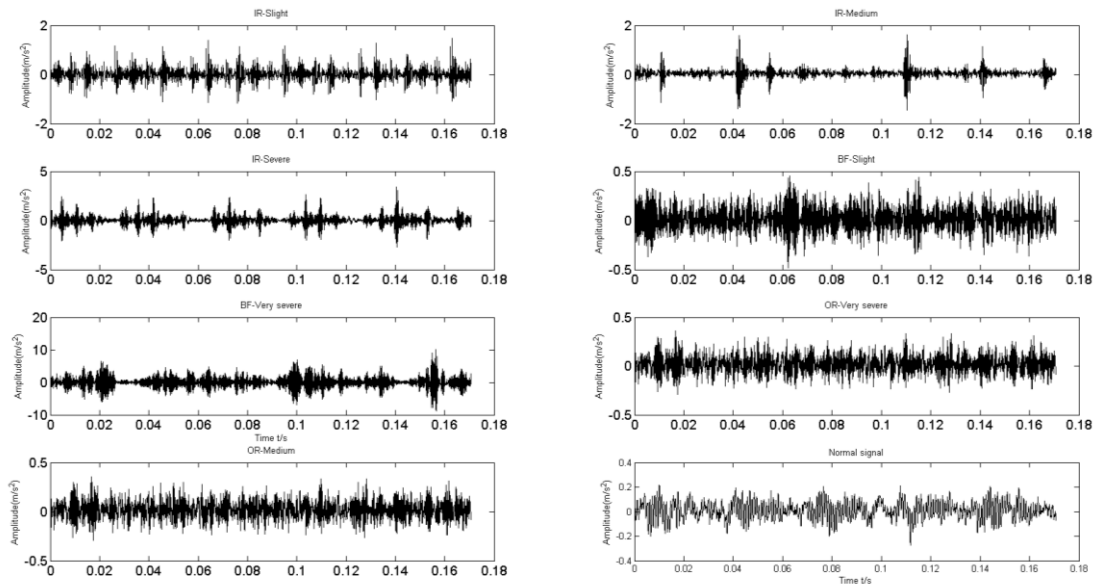 IR-Slight
Amplitude(m/s²)
2
0
-2
0 0.02 0.04 0.06 0.08 0.1 0.12 0.14 0.16 0.18
IR-Medium
Amplitude(m/s²)
2
0
-2
0 0.02 0.04 0.06 0.08 0.1 0.12 0.14 0.16 0.18
IR-Severe
Amplitude(m/s²)
5
0
-5
0 0.02 0.04 0.06 0.08 0.1 0.12 0.14 0.16 0.18
BF-Slight
Amplitude(m/s²)
0.5
0
-0.5
0 0.02 0.04 0.06 0.08 0.1 0.12 0.14 0.16 0.18
BF-Very severe
Amplitude(m/s²)
20
10
0
-10
0 0.02 0.04 0.06 0.08 0.1 0.12 0.14 0.16 0.18
Time t/s
OR-Very severe
Amplitude(m/s²)
0.5
0
-0.5
0 0.02 0.04 0.06 0.08 0.1 0.12 0.14 0.16 0.18
OR-Medium
Amplitude(m/s²)
0.5
0
-0.5
0 0.02 0.04 0.06 0.08 0.1 0.12 0.14 0.16 0.18
Normal signal
Amplitude(m/s²)
0.4
0.2
0
-0.2
-0.4
0 0.02 0.04 0.06 0.08 0.1 0.12 0.14 0.16 0.18
Time t/s